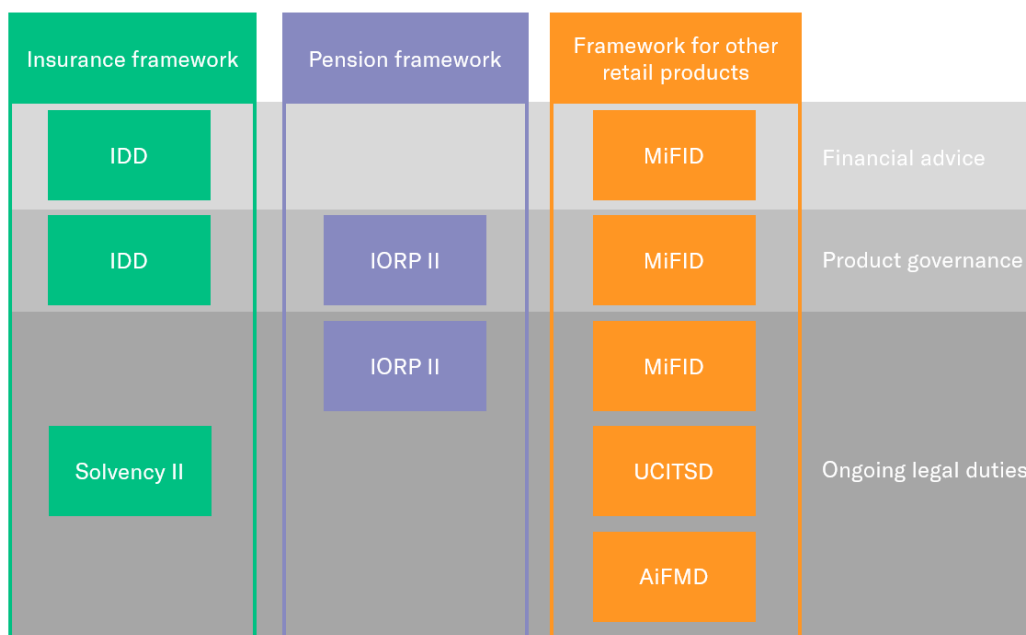 Insurance framework
Pension framework
Framework for other
retail products
IDD
MiFID
Financial advice
IDD
IORP II
MiFID
Product governance
IORP II
MiFID
Solvency II
UCITSD
Ongoing legal duties
AiFMD